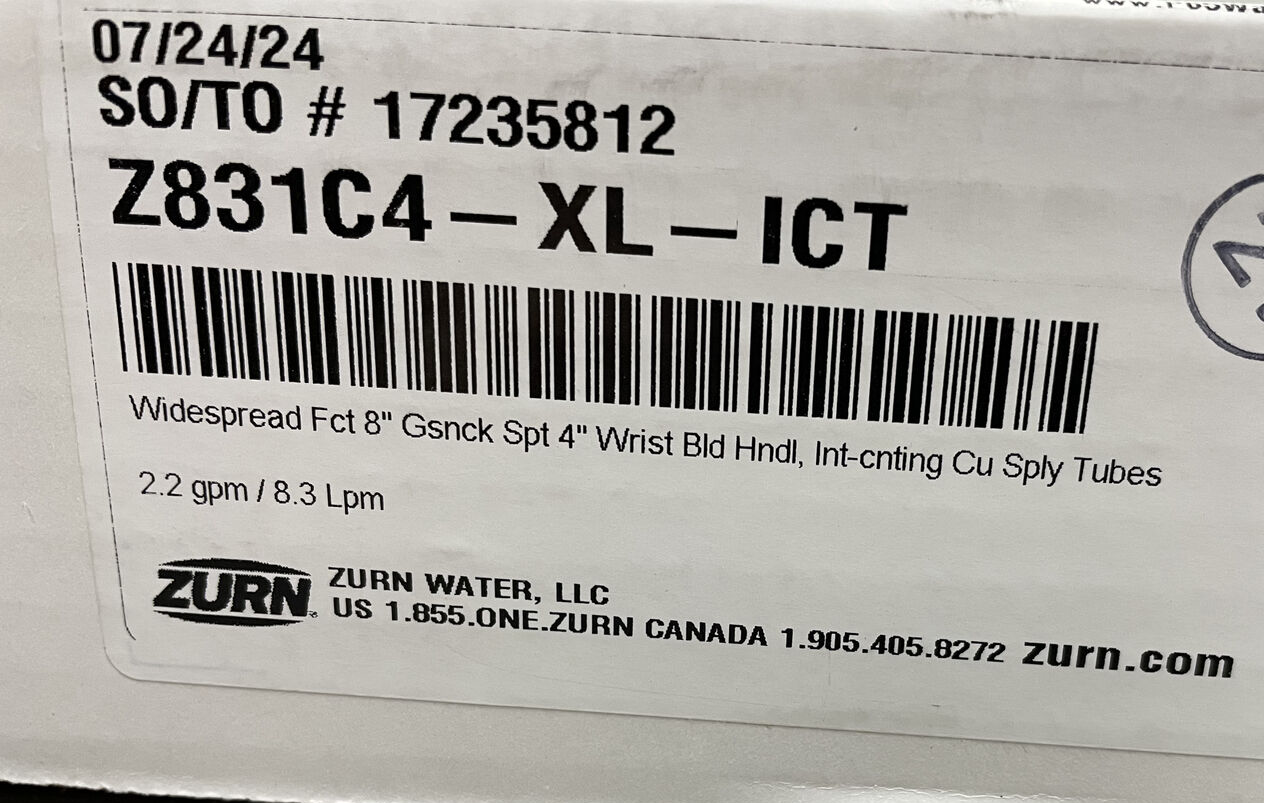 07/24/24
SO/TO # 17235812
Z831C4-XL-ICT
Widespread Fct 8" Gsnck Spt 4" Wrist Bld Hndl, Int-cnting Cu Sply Tubes
2.2 gpm / 8.3 Lpm
ZURN
ZURN WATER, LLC
US 1.855.ONE.ZURN CANADA 1.905.405.8272 zurn.com